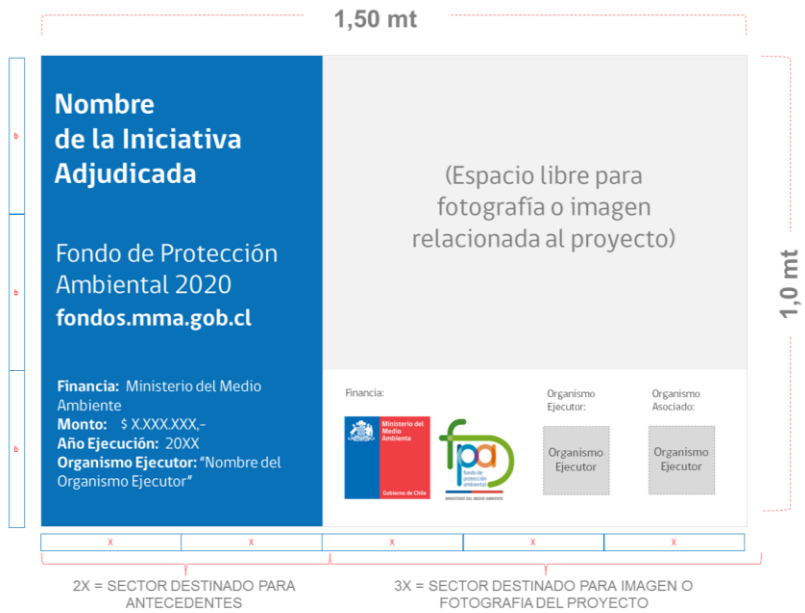 1,50 mt
Nombre
de la Iniciativa
Adjudicada
Fondo de Protección
Ambiental 2020
fondos.mma.gob.cl
Financia: Ministerio del Medio
Ambiente
Monto: $ X.XXX.XXX,-
Año Ejecución: 20XX
Organismo Ejecutor: "Nombre del
Organismo Ejecutor"
(Espacio libre para
fotografía o imagen
relacionada al proyecto)
1,0 mt
Financia:
Ministerio del
Medio
Ambiente
Gobierno de Chile
fpa
fondo de
protección
ambiental
MINISTERIO DEL MEDIO AMBIENTE
Organismo
Ejecutor:
Organismo
Ejecutor
Organismo
Asociado:
Organismo
Ejecutor
X X X X X
2X = SECTOR DESTINADO PARA
ANTECEDENTES
3X = SECTOR DESTINADO PARA IMAGEN O
FOTOGRAFIA DEL PROYECTO